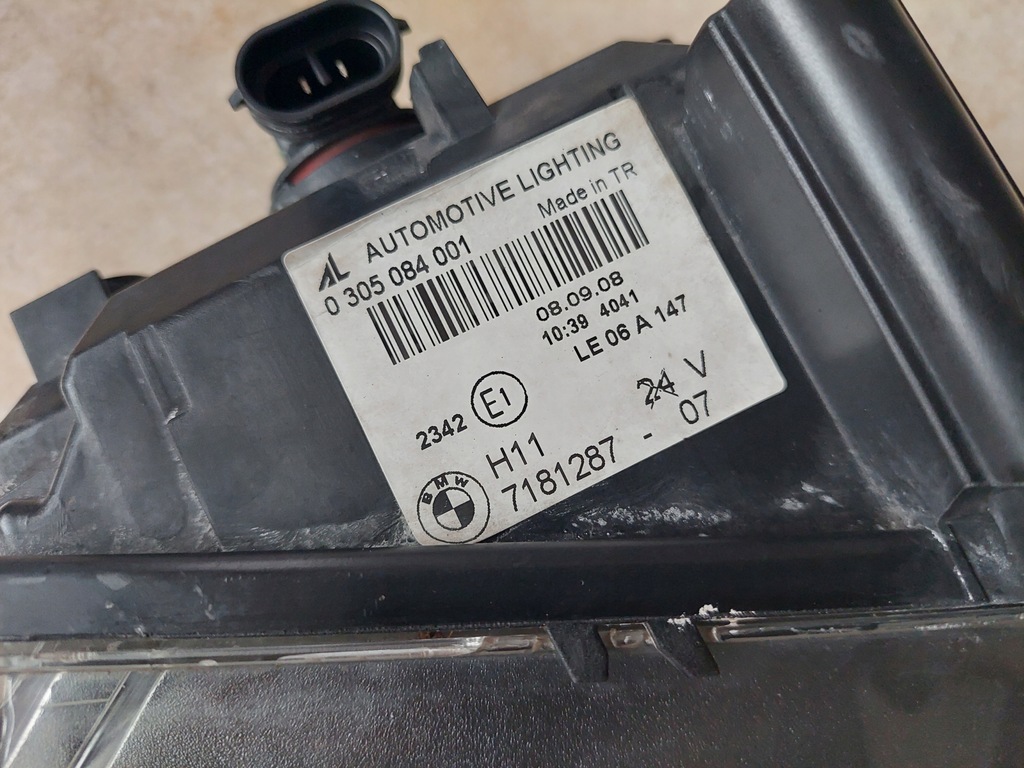 AL AUTOMOTIVE LIGHTING
0 305 084 001 Made in TR
08.09.08
10:39 4041
LE 06 A 147
2342 E1
H11 24 V
BMW 7181287 - 07